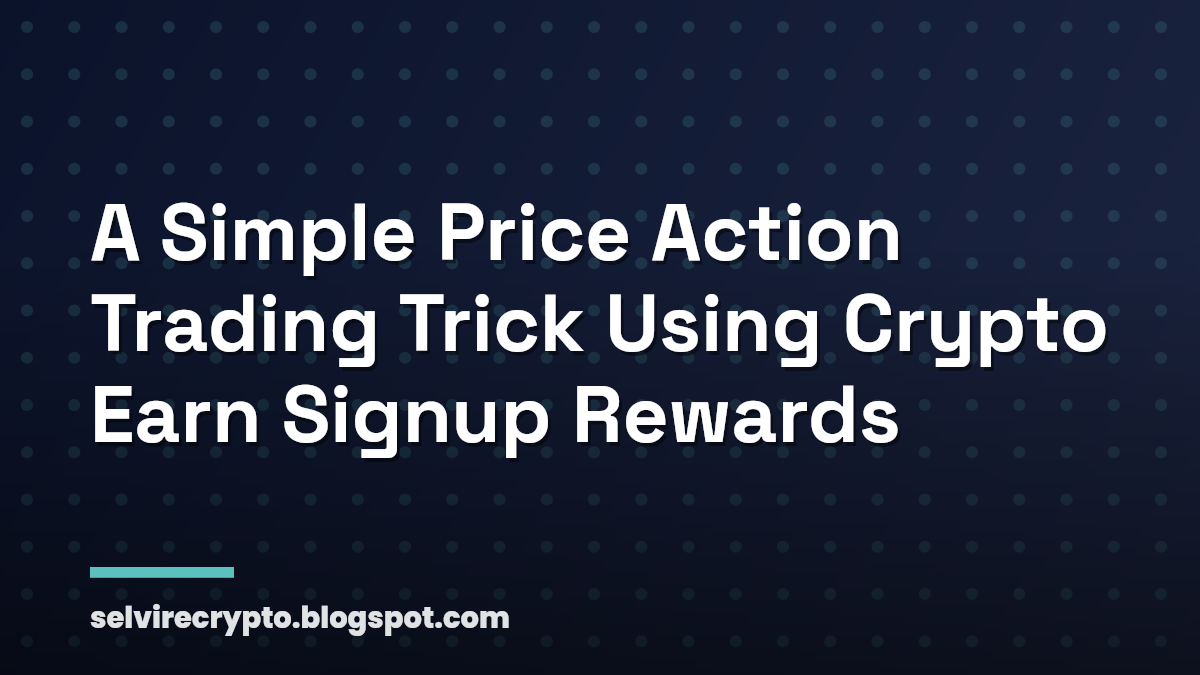 A Simple Price Action
Trading Trick Using Crypto
Earn Signup Rewards
selvirecrypto.blogspot.com